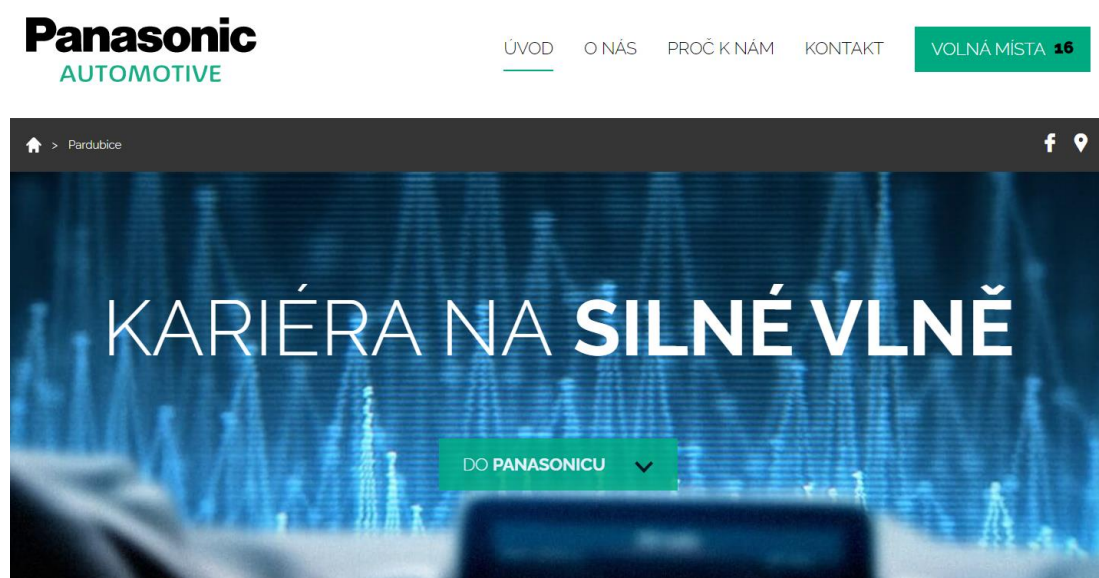 Panasonic
AUTOMOTIVE
ÚVOD O NÁS PROČ K NÁM KONTAKT VOLNÁ MÍSTA 16
> Pardubice
KARIÉRA NA SILNÉ VLNĚ
DO PANASONICU